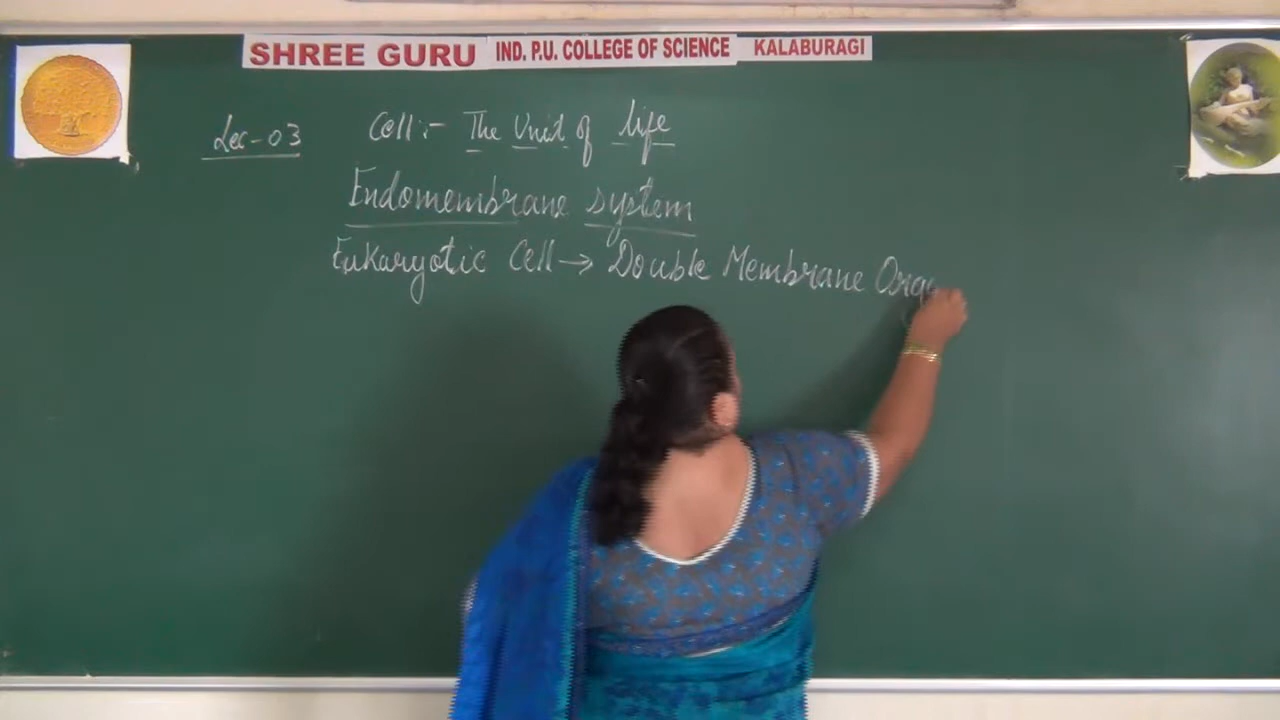 SHREE GURU IND. P.U. COLLEGE OF SCIENCE KALABURAGI
Lec-03 Cell:- The Unit of life
Endomembrane system
Eukaryotic Cell → Double Membrane Orga